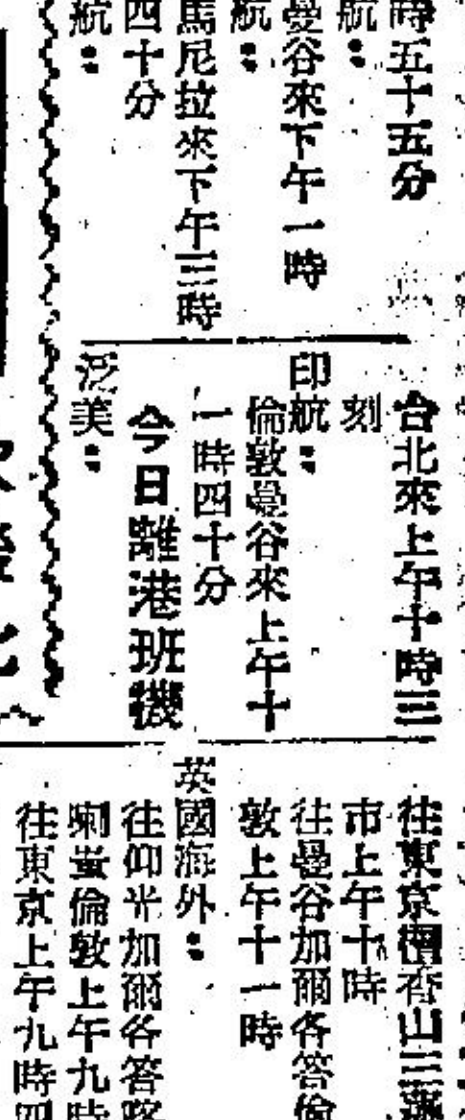 時五十五分
航：
曼谷來下午一時
航：
馬尼拉來下午三時
四十分
航：
台北來上午十時三
刻
印航：
倫敦曼谷來上午十
一時四十分
今日離港班機
泛美：
往東京檀香山三藩
市上午十時
往曼谷加爾各答倫
敦上午十一時
英國海外：
往仰光加爾各答喀
喇蚩倫敦上午九時
往東京上午九時四